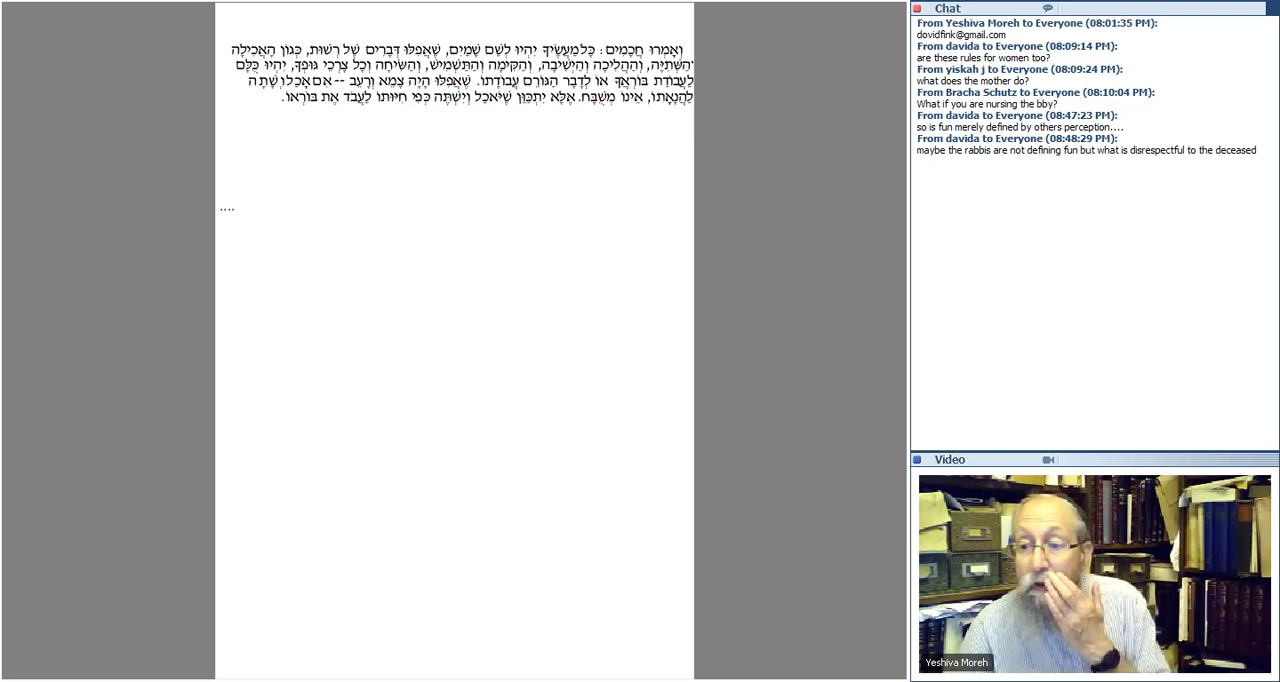 וְאָמְרוּ חֲכָמִים: כָּל מַעֲשֶׂיךָ יִהְיוּ לְשֵׁם שָׁמַיִם, שֶׁאֲפִלּוּ דְּבָרִים שֶׁל רְשׁוּת, כְּגוֹן הָאֲכִילָה
הַשְּׁתִיָּה, וְהַהֲלִיכָה וְהַיְשִׁיבָה, וְהַקִּימָה וְהַתַּשְׁמִישׁ, וְהַשִּׂיחָה וְכָל צָרְכֵי גּוּפְךָ, יִהְיוּ כֻּלָּם
לַעֲבוֹדַת בּוֹרְאֲךָ אוֹ לְדָבָר הַגּוֹרֵם עֲבוֹדָתוֹ. שֶׁאֲפִלּוּ הָיָה צָמֵא וְרָעֵב -- אִם אָכַל וְשָׁתָה
לַהֲנָאָתוֹ, אֵינוֹ מְשֻׁבָּח. אֶלָּא יִתְכַּוֵּן שֶׁיֹּאכַל וְיִשְׁתֶּה כְּפִי חִיּוּתוֹ לַעֲבֹד אֶת בּוֹרְאוֹ.
....
Chat
From Yeshiva Moreh to Everyone (08:01:35 PM):
dovidfink@gmail.com
From davida to Everyone (08:09:14 PM):
are these rules for women too?
From yiskah j to Everyone (08:09:24 PM):
what does the mother do?
From Bracha Schutz to Everyone (08:10:04 PM):
What if you are nursing the bby?
From davida to Everyone (08:47:23 PM):
so is fun merely defined by others perception....
From davida to Everyone (08:48:29 PM):
maybe the rabbis are not defining fun but what is disrespectful to the deceased
Video
Yeshiva Moreh